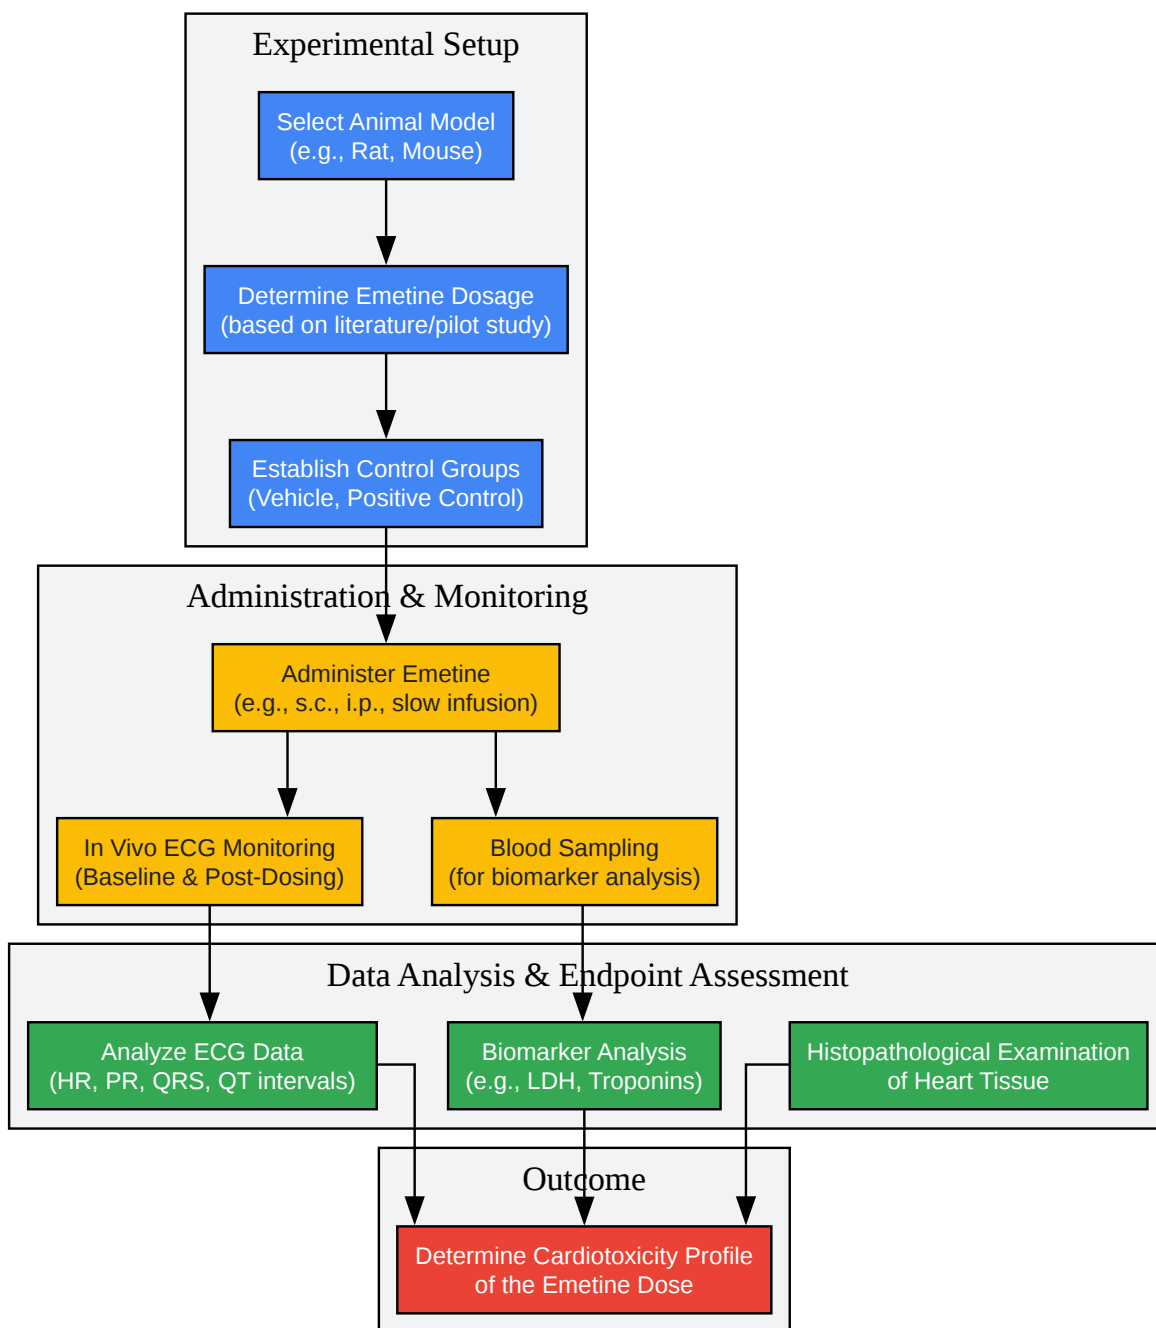 Experimental Setup
Select Animal Model
(e.g., Rat, Mouse)
Determine Emetine Dosage
(based on literature/pilot study)
Establish Control Groups
(Vehicle, Positive Control)
Administration & Monitoring
Administer Emetine
(e.g., s.c., i.p., slow infusion)
In Vivo ECG Monitoring
(Baseline & Post-Dosing)
Blood Sampling
(for biomarker analysis)
Data Analysis & Endpoint Assessment
Analyze ECG Data
(HR, PR, QRS, QT intervals)
Biomarker Analysis
(e.g., LDH, Troponins)
Histopathological Examination
of Heart Tissue
Outcome
Determine Cardiotoxicity Profile
of the Emetine Dose